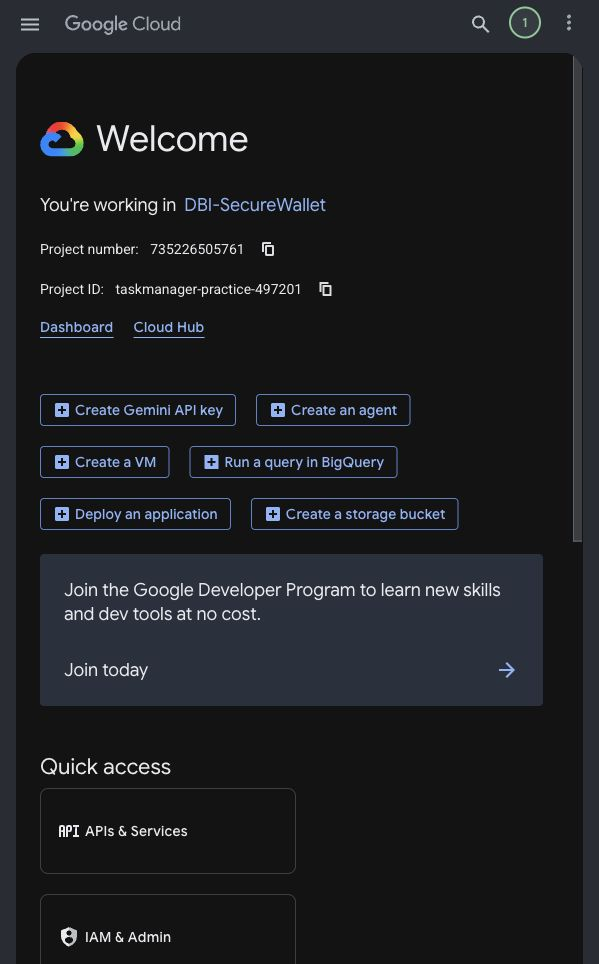 Google Cloud
1
Welcome
You're working in DBI-SecureWallet
Project number: 735226505761
Project ID: taskmanager-practice-497201
Dashboard Cloud Hub
Create Gemini API key Create an agent
Create a VM Run a query in BigQuery
Deploy an application Create a storage bucket
Join the Google Developer Program to learn new skills
and dev tools at no cost.
Join today
Quick access
API APIs & Services
IAM & Admin